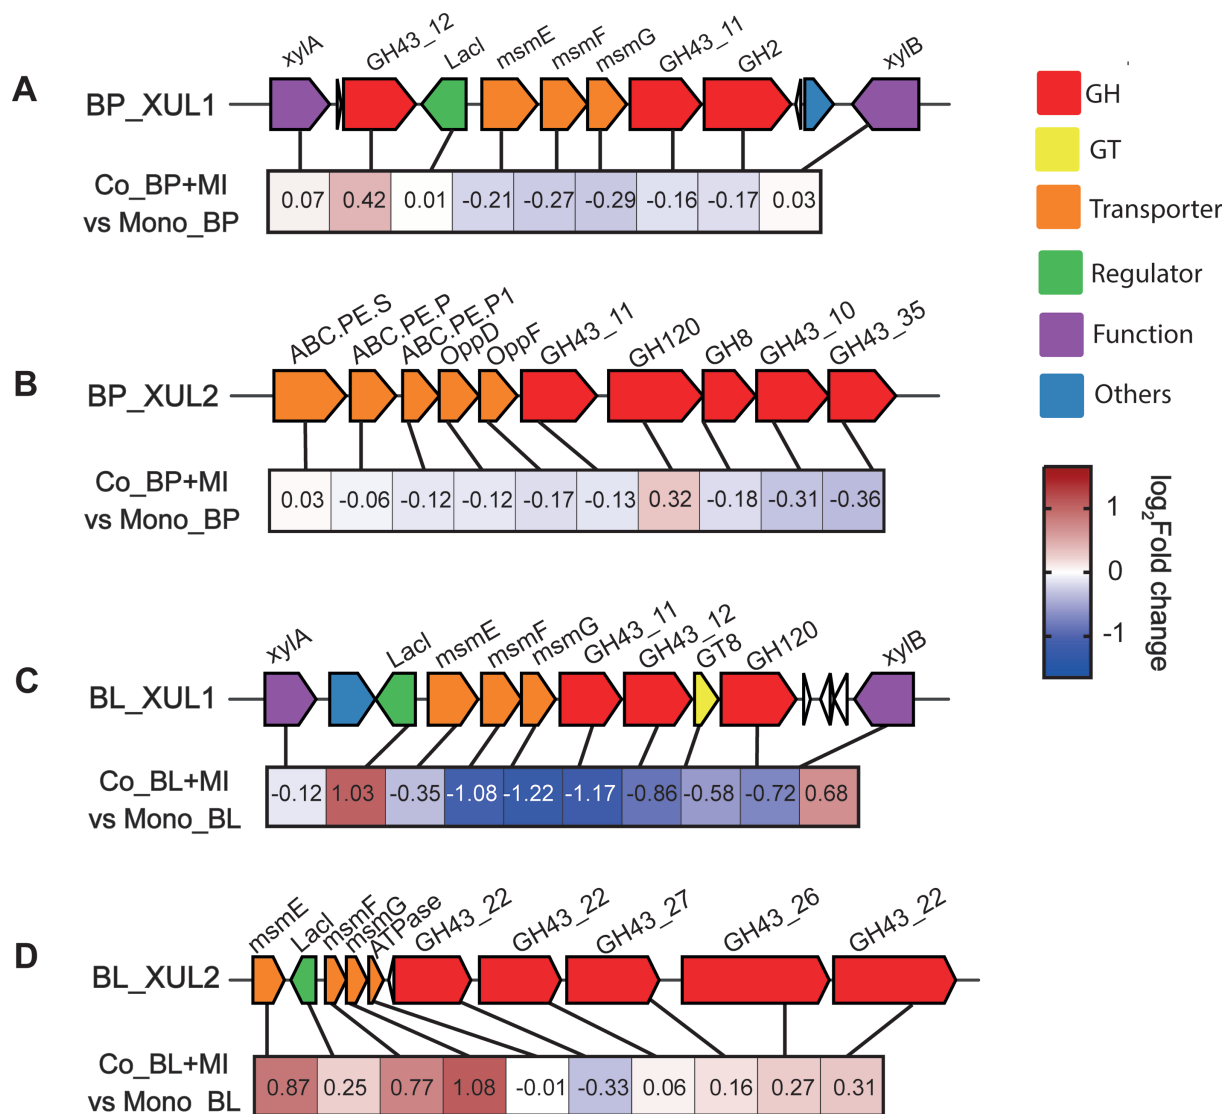 A
xylA
GH43_12
LacI
msmE
msmF
msmG
GH43_11
GH2
xylB
BP_XUL1
Co_BP+MI
vs Mono_BP
0.07 0.42 0.01 -0.21 -0.27 -0.29 -0.16 -0.17 0.03
B
ABC.PE.S
ABC.PE.P
ABC.PE.P1
OppD
OppF
GH43_11
GH120
GH8
GH43_10
GH43_35
BP_XUL2
Co_BP+MI
vs Mono_BP
0.03 -0.06 -0.12 -0.12 -0.17 -0.13 0.32 -0.18 -0.31 -0.36
C
xylA
LacI
msmE
msmF
msmG
GH43_11
GH43_12
GT8
GH120
xylB
BL_XUL1
Co_BL+MI
vs Mono_BL
-0.12 1.03 -0.35 -1.08 -1.22 -1.17 -0.86 -0.58 -0.72 0.68
D
msmE
LacI
msmF
msmG
ATPase
GH43_22
GH43_22
GH43_27
GH43_26
GH43_22
BL_XUL2
Co_BL+MI
vs Mono_BL
0.87 0.25 0.77 1.08 -0.01 -0.33 0.06 0.16 0.27 0.31
GH
GT
Transporter
Regulator
Function
Others
1
0
-1
log₂Fold change